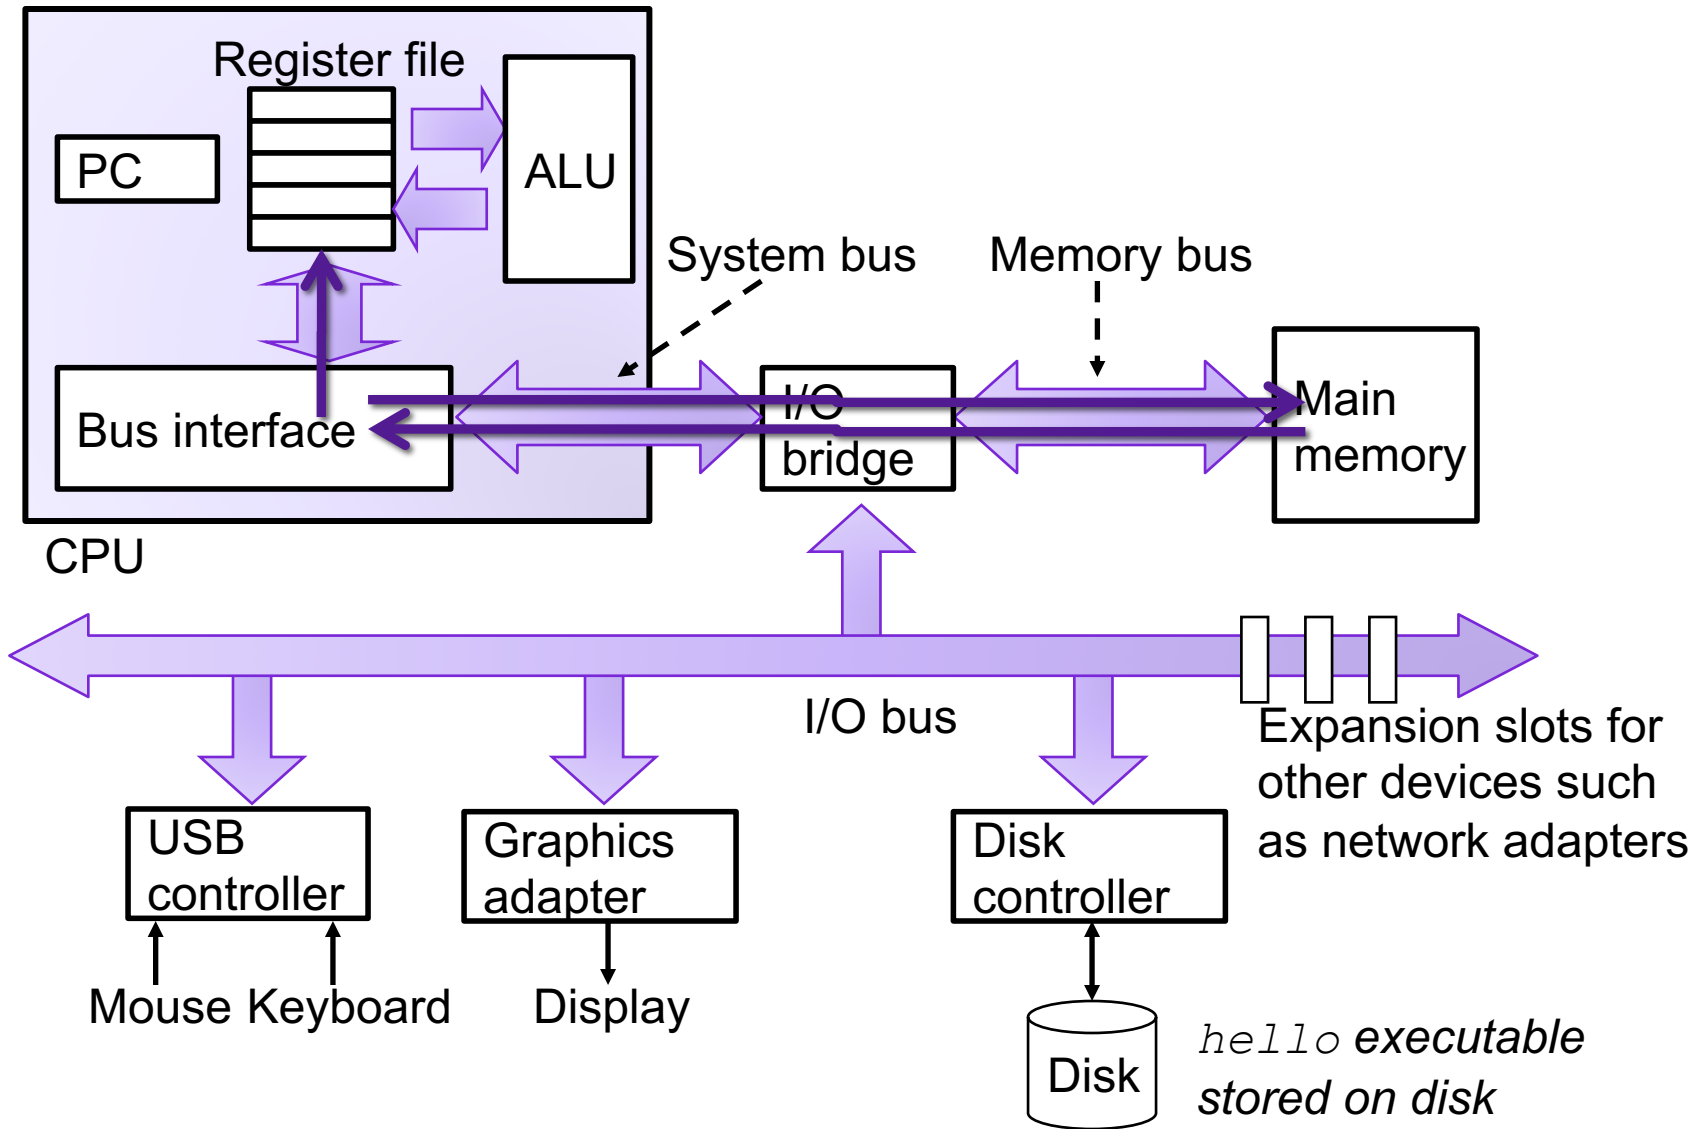 Register file
PC
ALU
System bus
Memory bus
Bus interface
I/O
bridge
Main
memory
CPU
I/O bus
Expansion slots for
other devices such
as network adapters
USB
controller
Graphics
adapter
Disk
controller
Mouse Keyboard
Display
Disk
hello executable
stored on disk